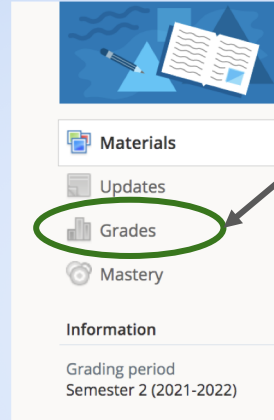 Materials
Updates
Grades
Mastery
Information
Grading period
Semester 2 (2021-2022)